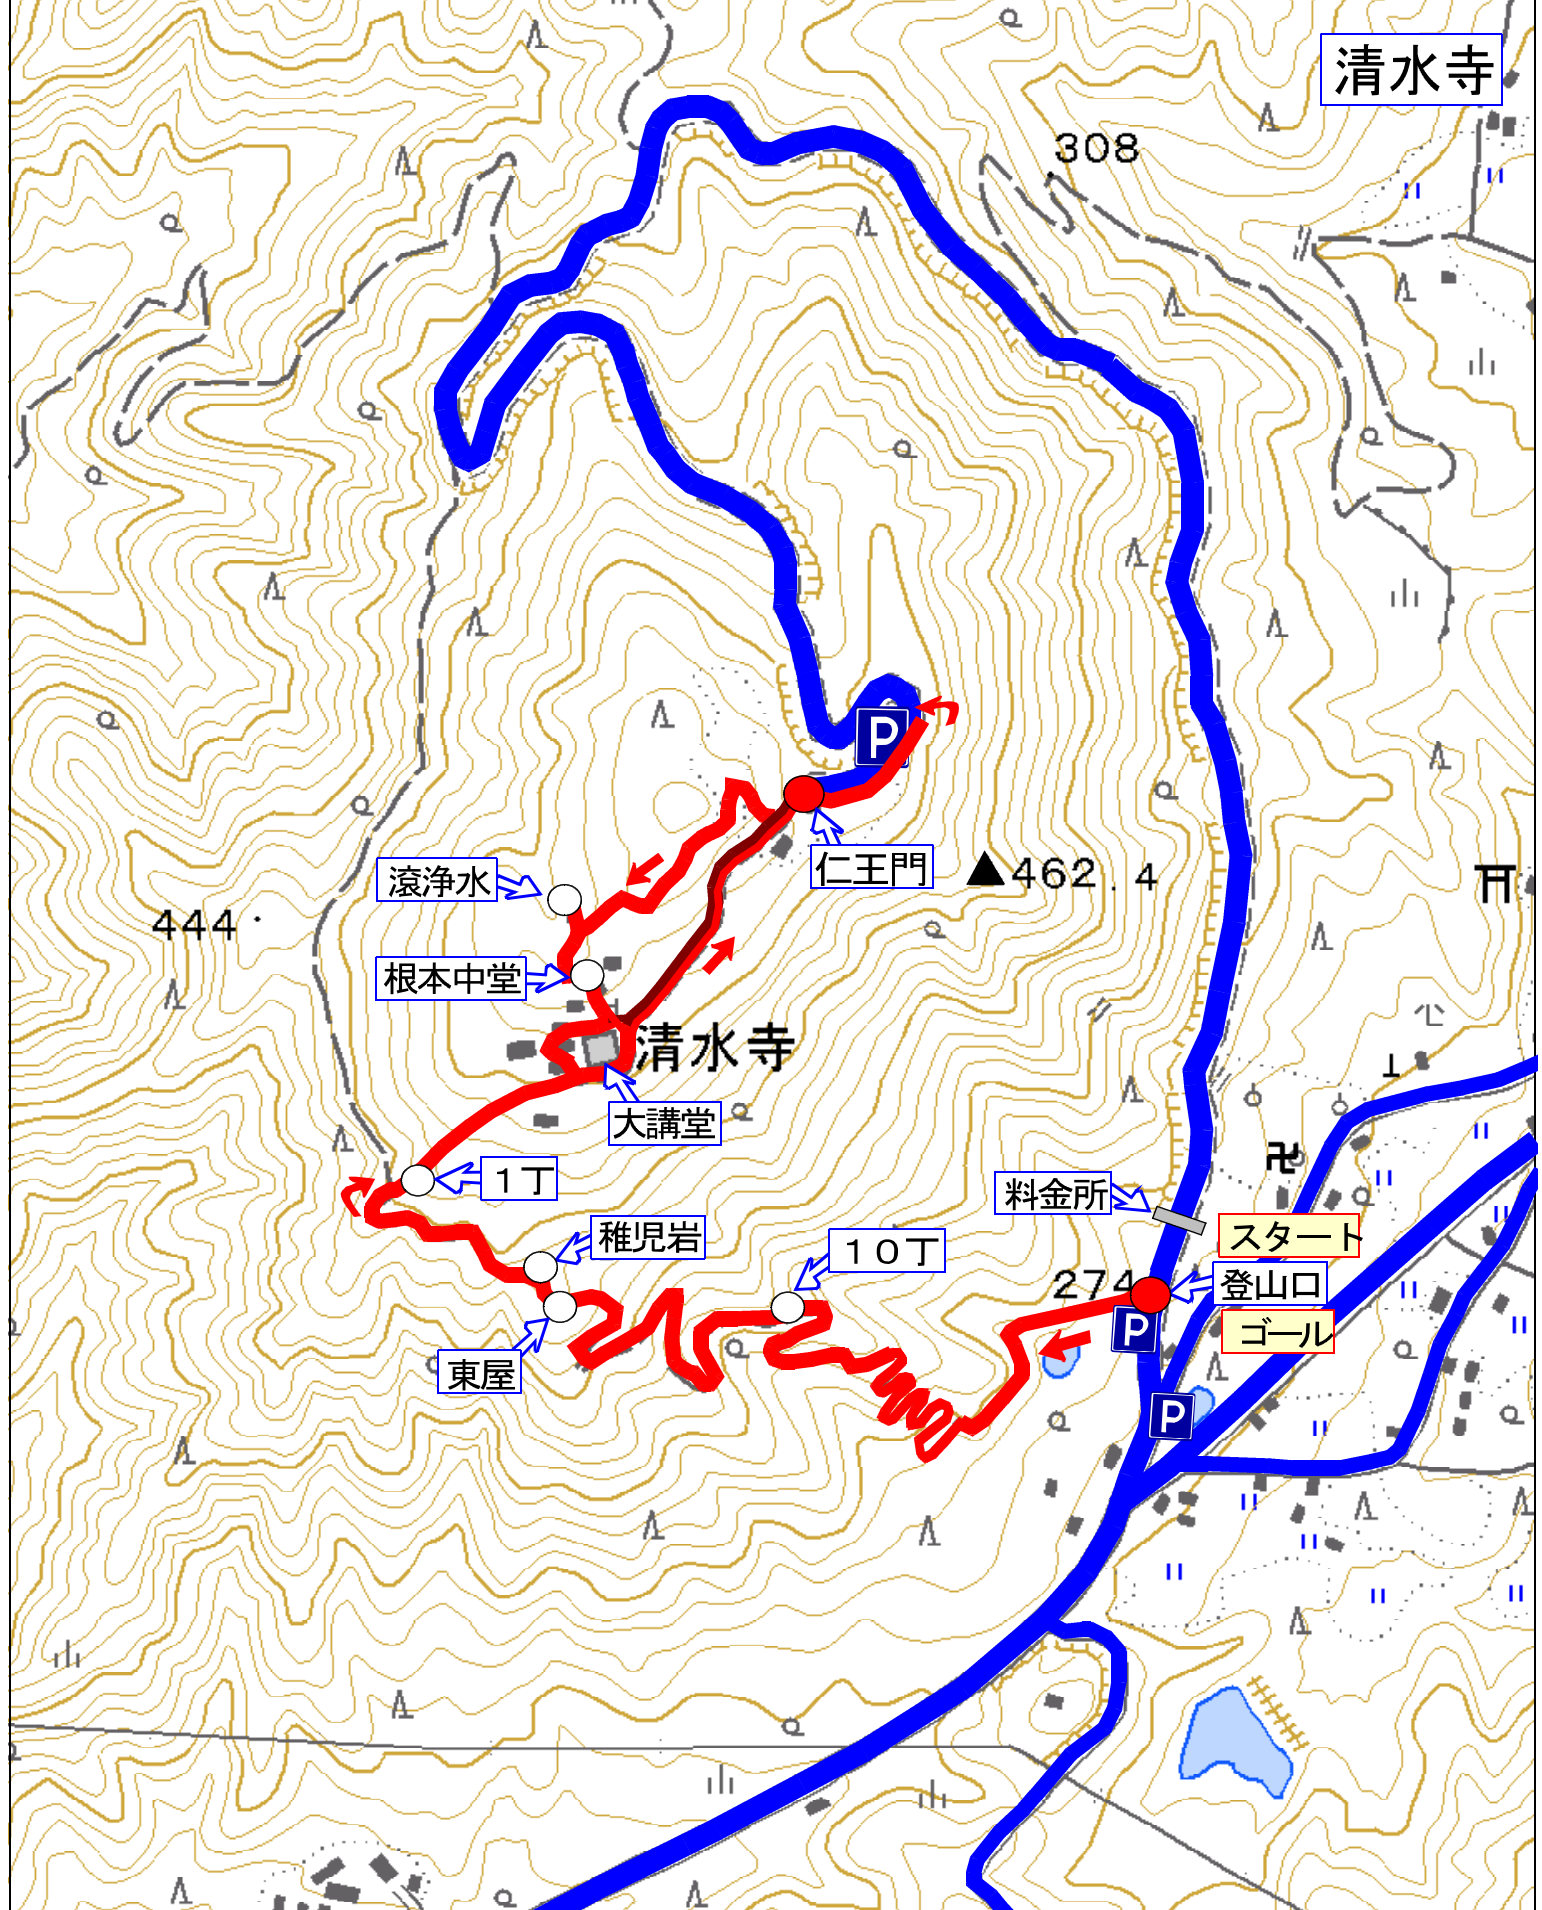 清水寺
308
仁王門
462.4
滾浄水
444
根本中堂
清水寺
大講堂
1丁
料金所
稚児岩
スタート
10丁
274
登山口
ゴール
東屋
P
P
P